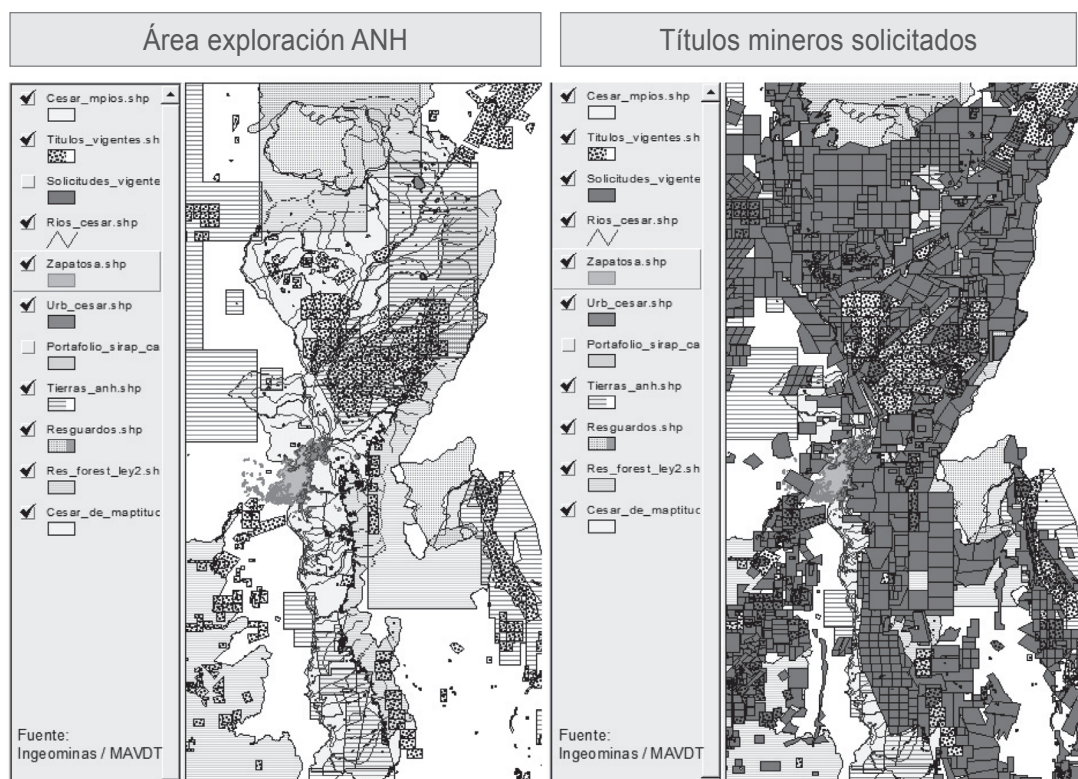 Área exploración ANH
Cesar_mpios.shp
Titulos_vigentes.sh
Solicitudes_vigente
Rios_cesar.shp
Zapatosa.shp
Urb_cesar.shp
Portafolio_sirap_ca
Tierras_anh.shp
Resguardos.shp
Res_forest_ley2.sh
Cesar_de_maptitud
Fuente:
Ingeominas / MAVDT
Títulos mineros solicitados
Cesar_mpios.shp
Titulos_vigentes.sh
Solicitudes_vigente
Rios_cesar.shp
Zapatosa.shp
Urb_cesar.shp
Portafolio_sirap_ca
Tierras_anh.shp
Resguardos.shp
Res_forest_ley2.sh
Cesar_de_maptitud
Fuente:
Ingeominas / MAVDT